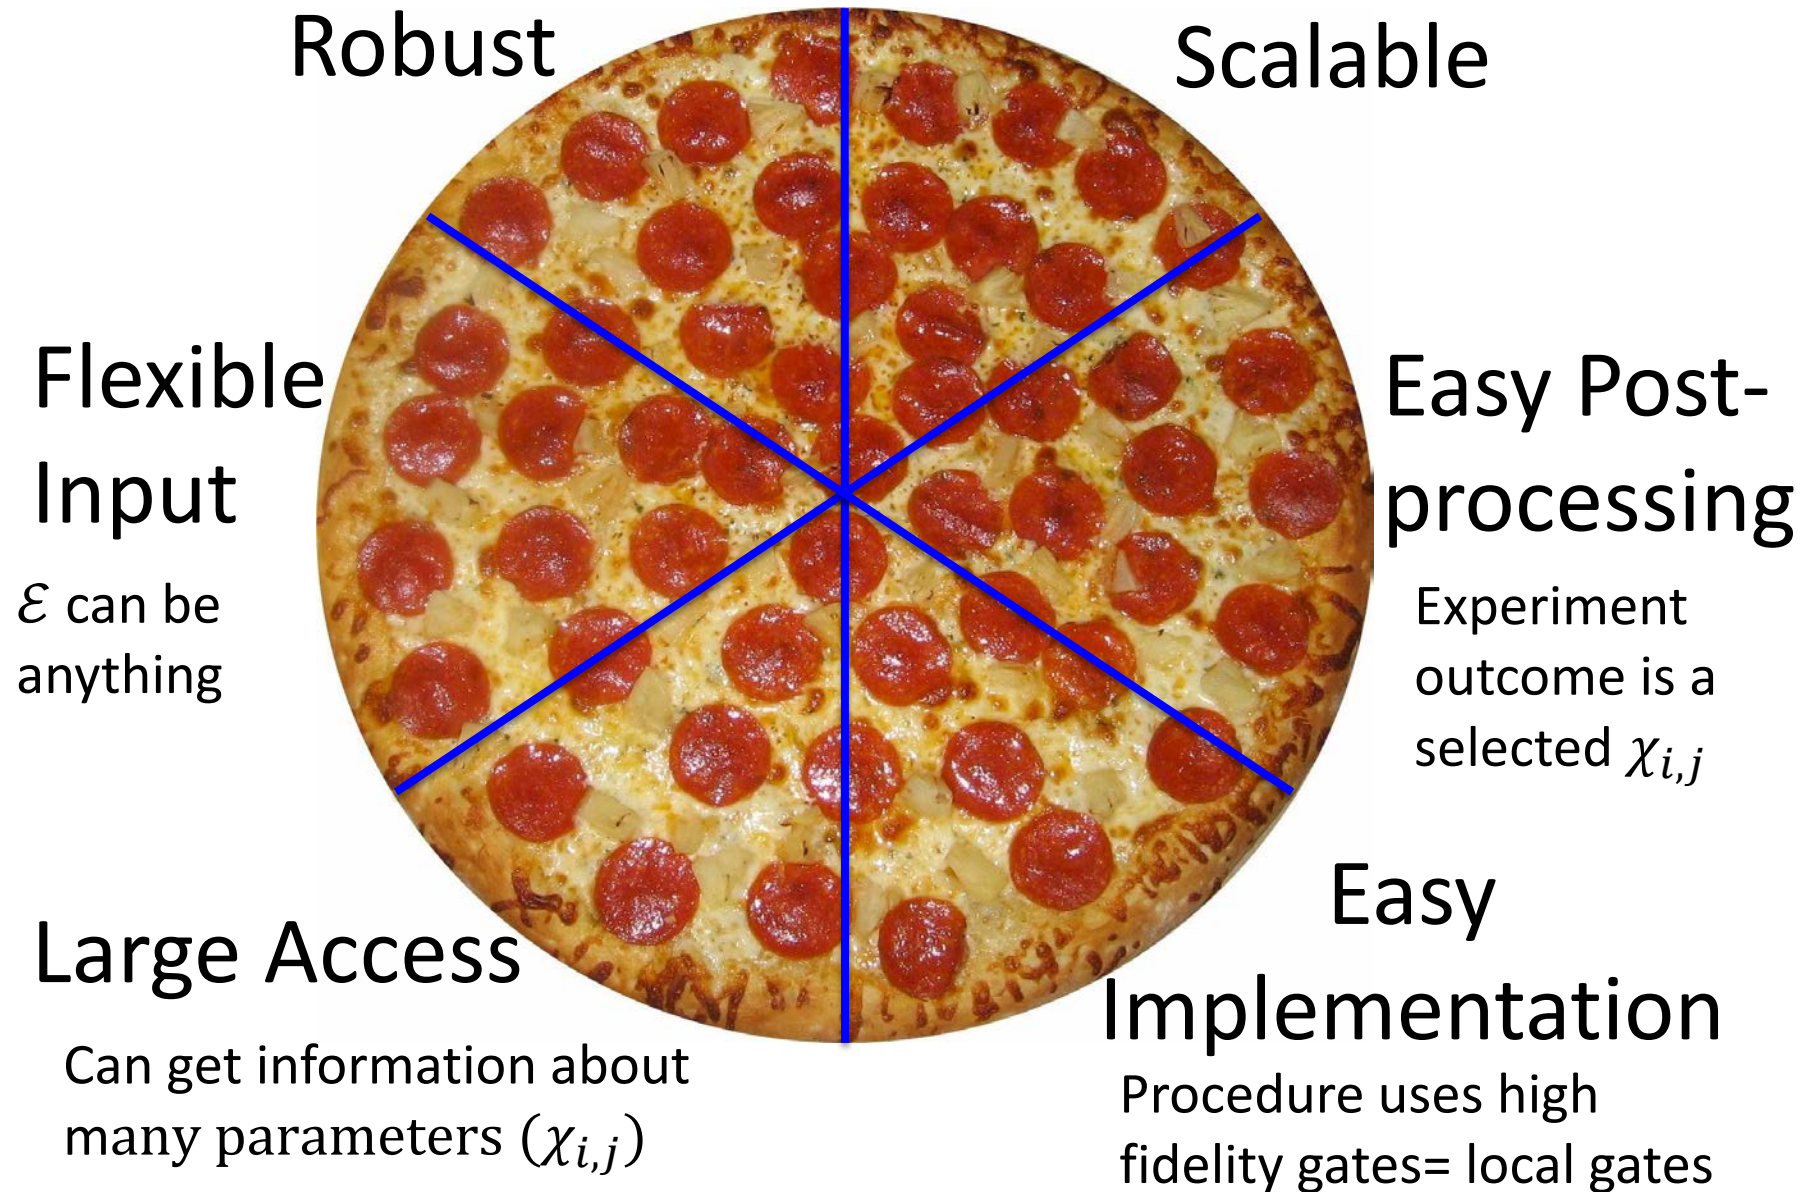 Robust
Scalable
Flexible
Input
ℰ can be
anything
Easy Post-
processing
Experiment
outcome is a
selected χᵢ,ⱼ
Large Access
Can get information about
many parameters (χᵢ,ⱼ)
Easy
Implementation
Procedure uses high
fidelity gates= local gates